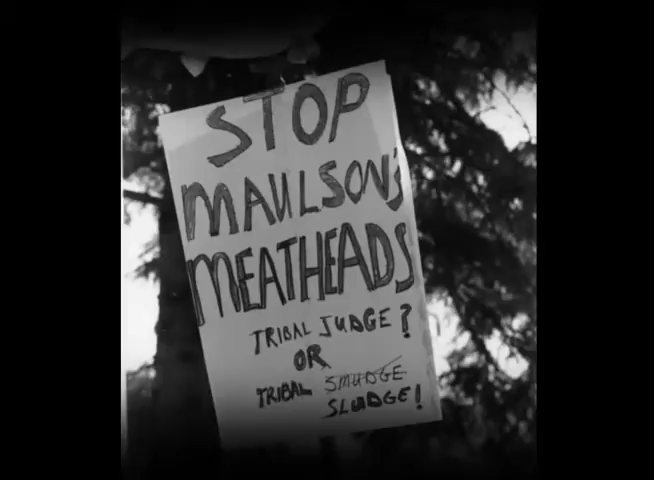 STOP
MAULSON'S
MEATHEADS
TRIBAL JUDGE?
OR
TRIBAL SMUDGE
SLUDGE!